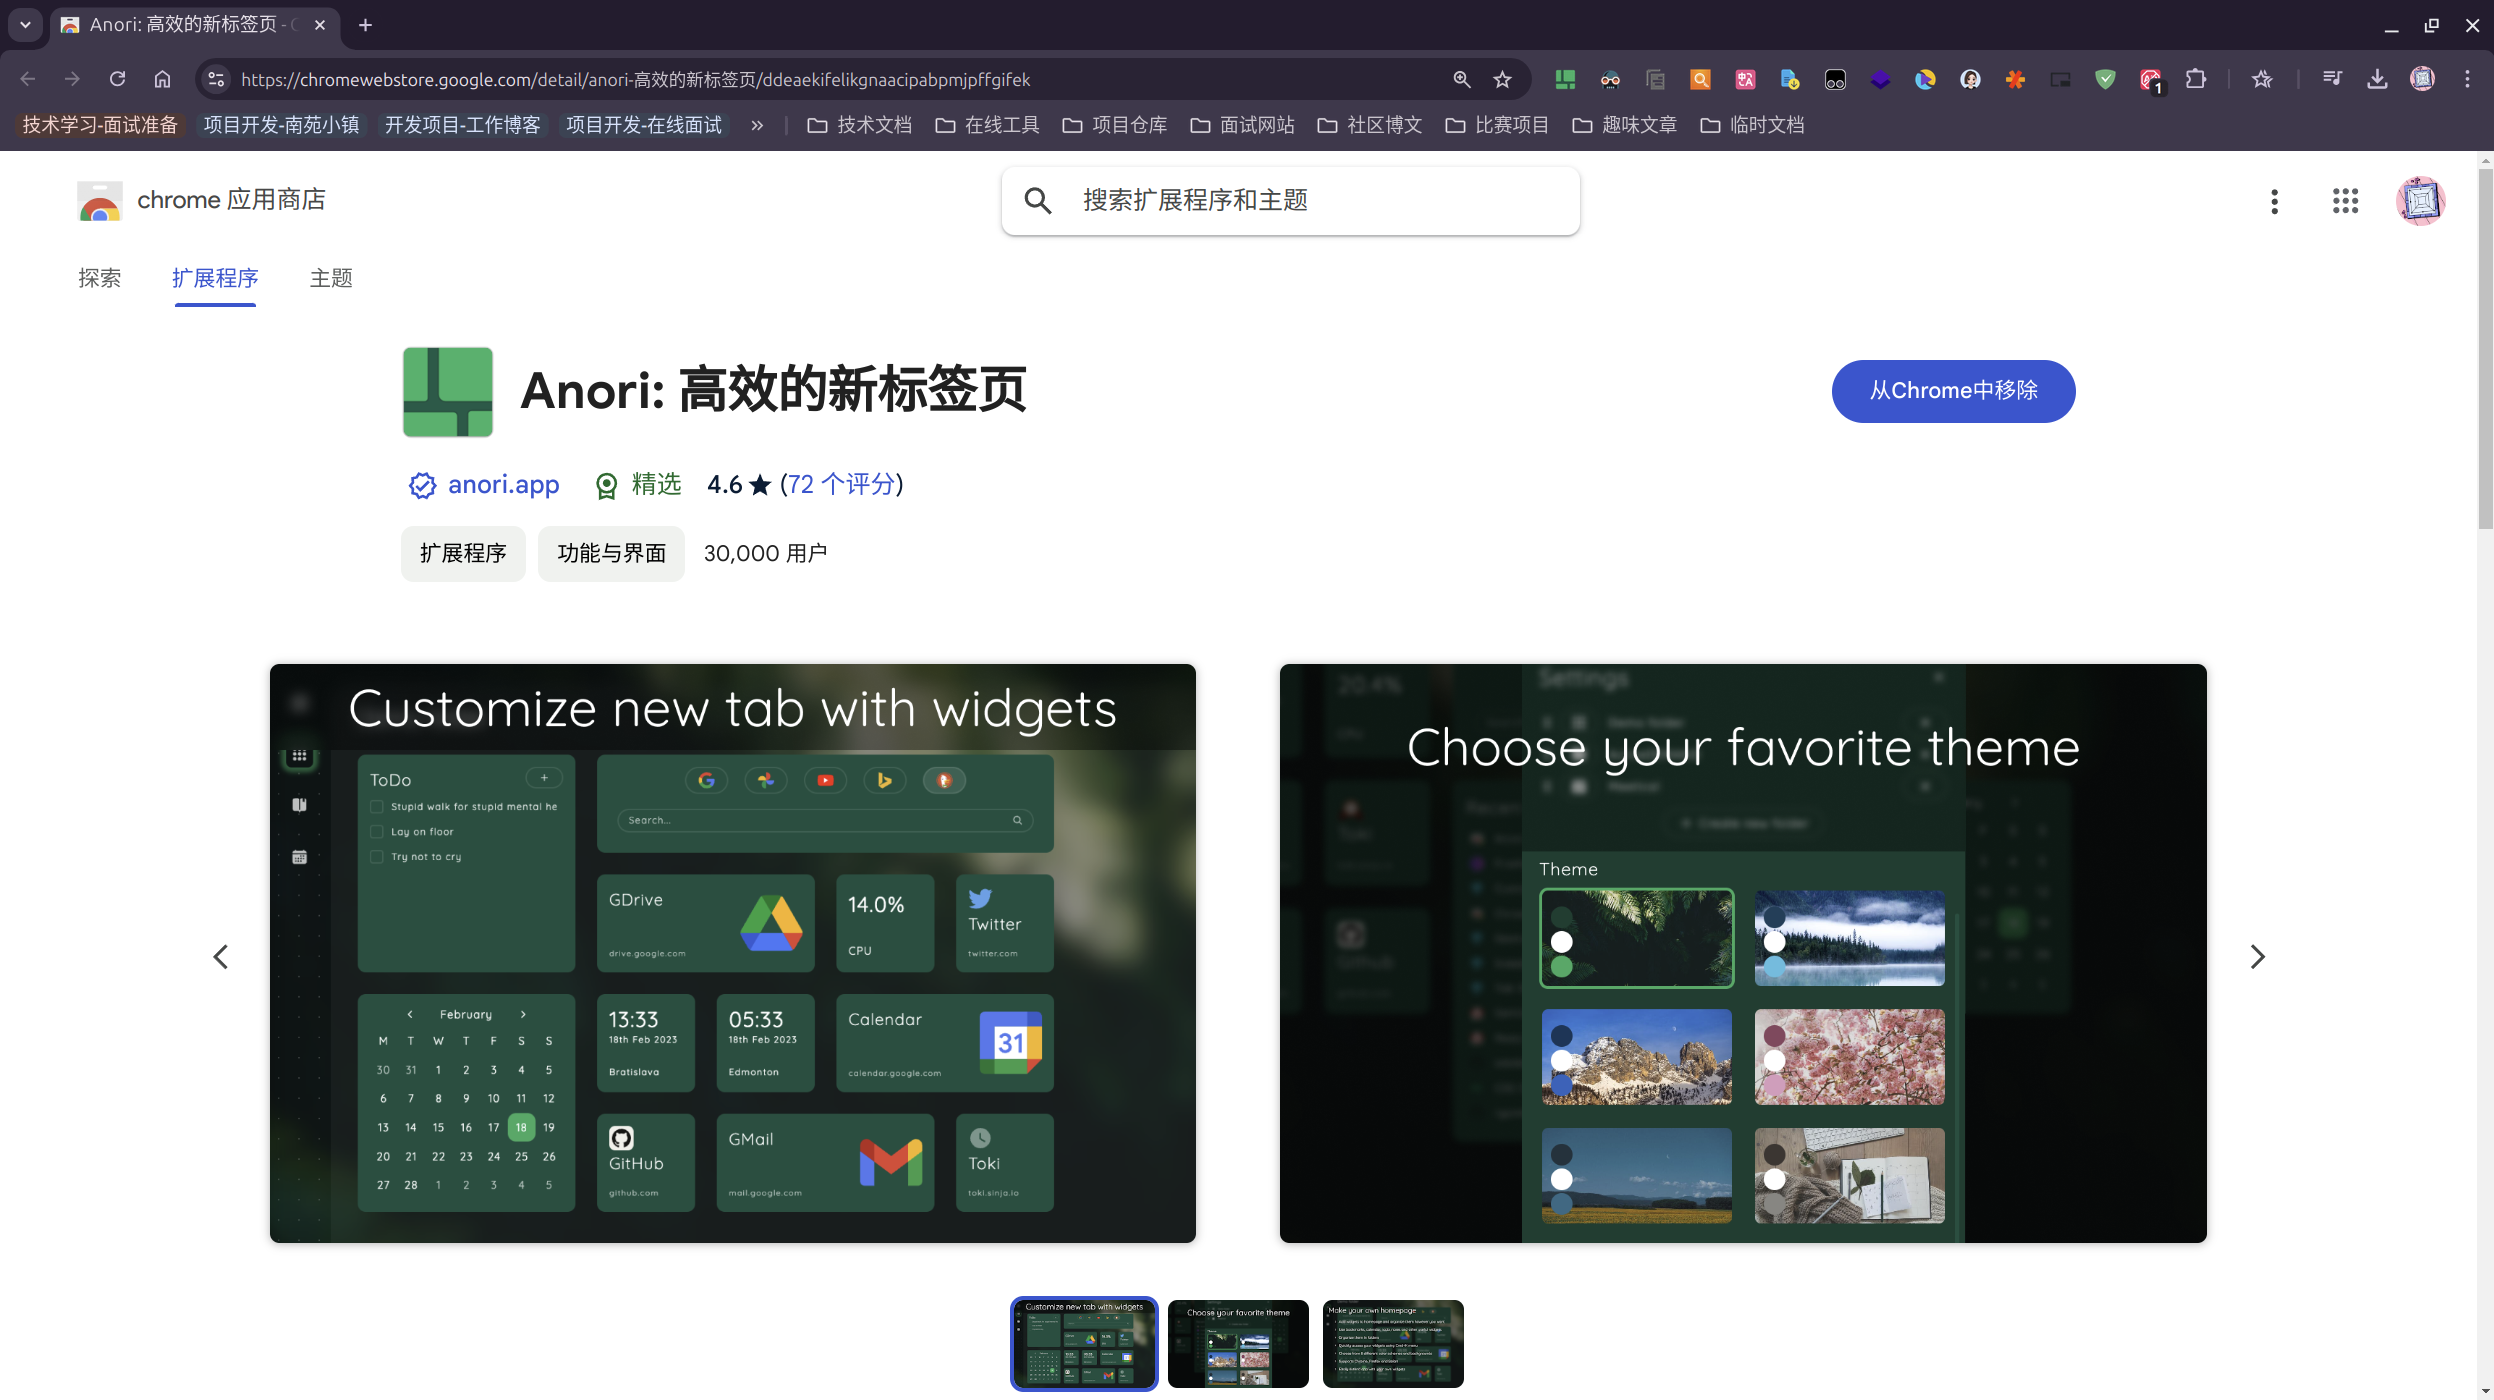 Anori: 高效的新标签页 - C
https://chromewebstore.google.com/detail/anori-高效的新标签页/ddeaekifelikgnaacipabpmjpffgifek
1
技术学习-面试准备 项目开发-南苑小镇 开发项目-工作博客 项目开发-在线面试 » 技术文档 在线工具 项目仓库 面试网站 社区博文 比赛项目 趣味文章 临时文档
chrome 应用商店
搜索扩展程序和主题
探索 扩展程序 主题
Anori: 高效的新标签页
从Chrome中移除
anori.app 精选 4.6 ★ (72 个评分)
扩展程序 功能与界面 30,000 用户
Customize new tab with widgets
ToDo
+
Stupid walk for stupid mental he
Lay on floor
Try not to cry
Search...
GDrive
drive.google.com
14.0%
CPU
Twitter
twitter.com
February
M T W T F S S
30 31 1 2 3 4 5
6 7 8 9 10 11 12
13 14 15 16 17 18 19
20 21 22 23 24 25 26
27 28 1 2 3 4 5
13:33
18th Feb 2023
Bratislava
05:33
18th Feb 2023
Edmonton
Calendar
31
calendar.google.com
GitHub
github.com
GMail
mail.google.com
Toki
toki.sinja.io
Settings
20.4%
Choose your favorite theme
+ Create new folder
Theme
Customize new tab with widgets
Choose your favorite theme
Make your own homepage